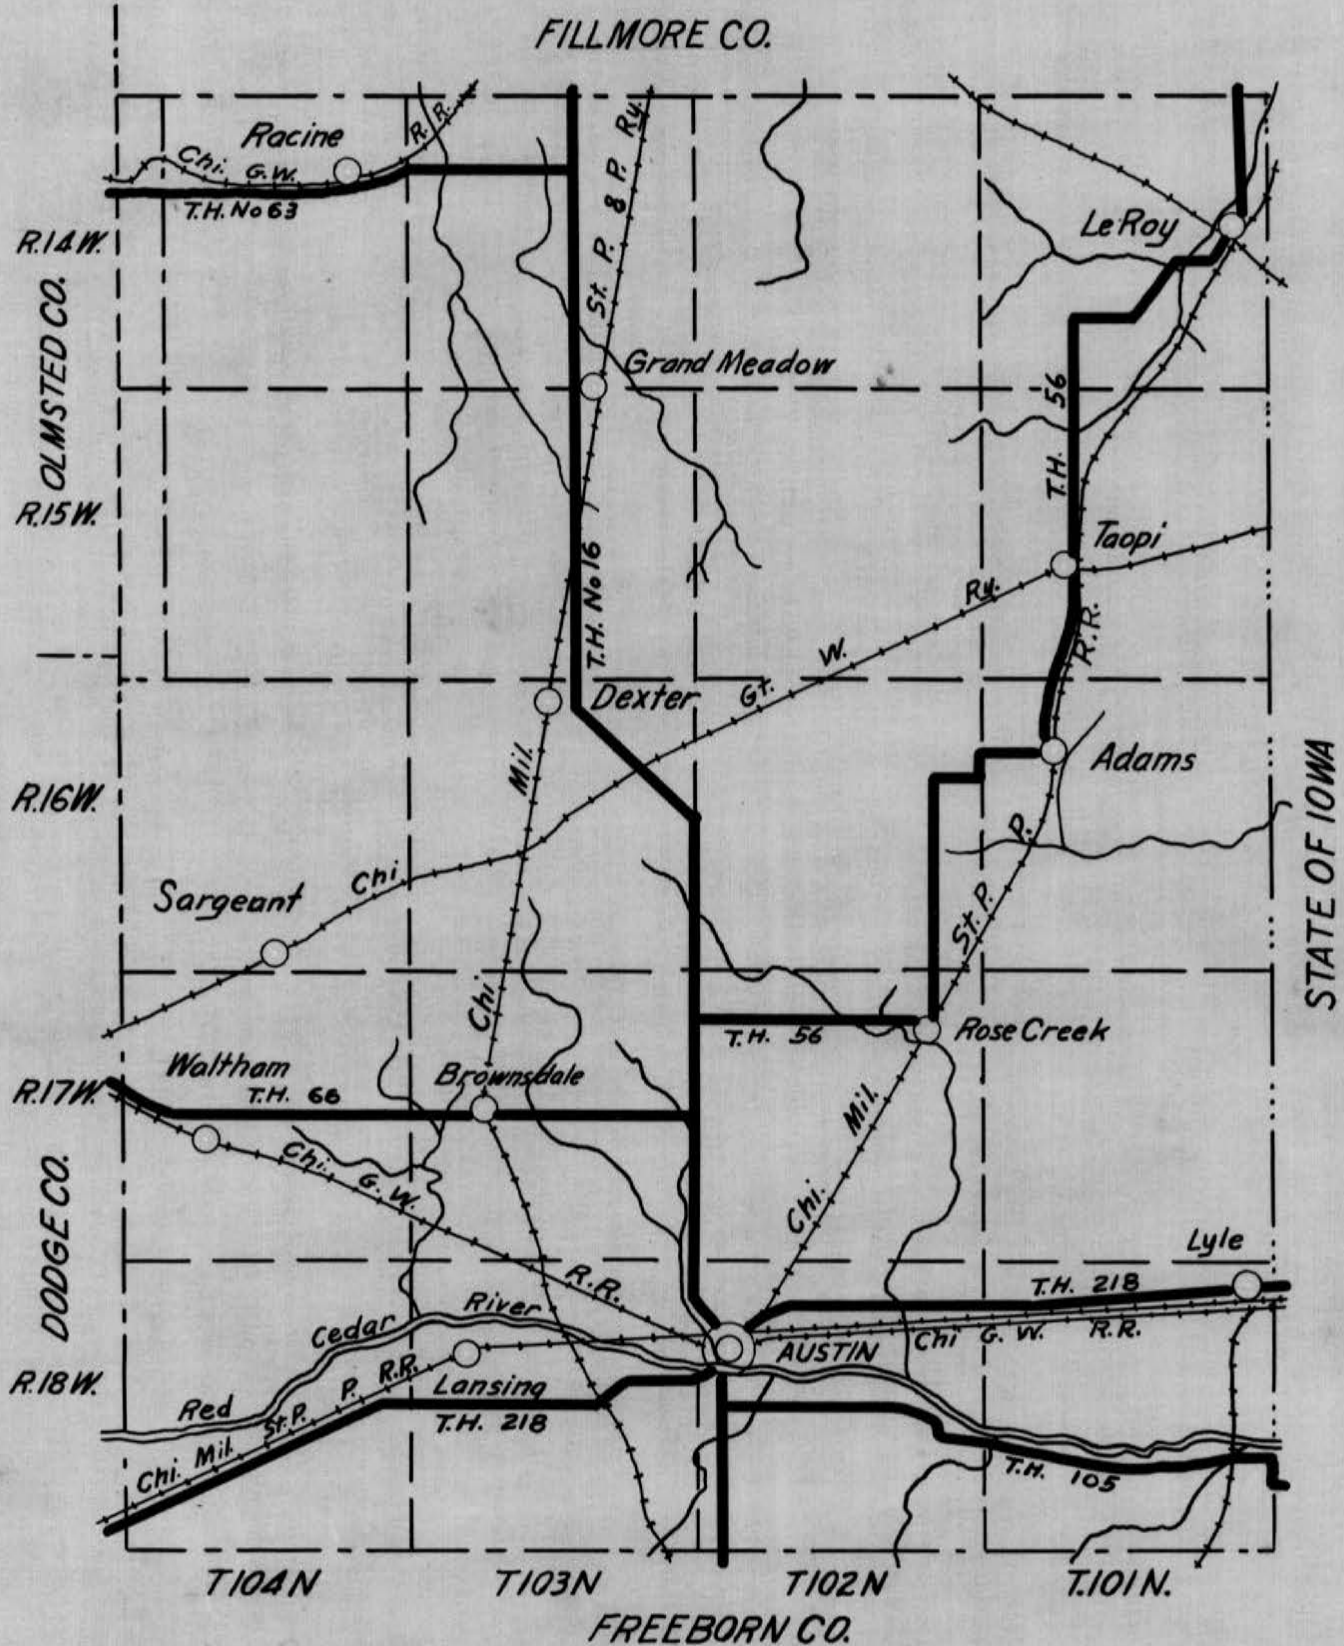 FILLMORE CO.
Racine
Chi. G.W. R. R.
T.H. No 63
St. P. & P. Ry.
R.14W.
LeRoy
OLMSTED CO.
Grand Meadow
T.H. 56
R.15W.
T.H. No 16
Taopi
Ry.
R.R.
W.
Gt.
Dexter
Mil.
Adams
R.16W.
STATE OF IOWA
P.
Chi.
Sargeant
St. P.
Chi.
T.H. 56
Rose Creek
Waltham
R.17W.
T.H. 66
Brownsdale
Mil.
Chi. G. W.
DODGE CO.
Chi.
Lyle
R.R.
T.H. 218
Red Cedar River
Chi G. W. R.R.
AUSTIN
R.18W.
Lansing
T.H. 218
Chi. Mil. St. P. P. R.R.
T.H. 105
T104N
T103N
T102N
T.101N.
FREEBORN CO.